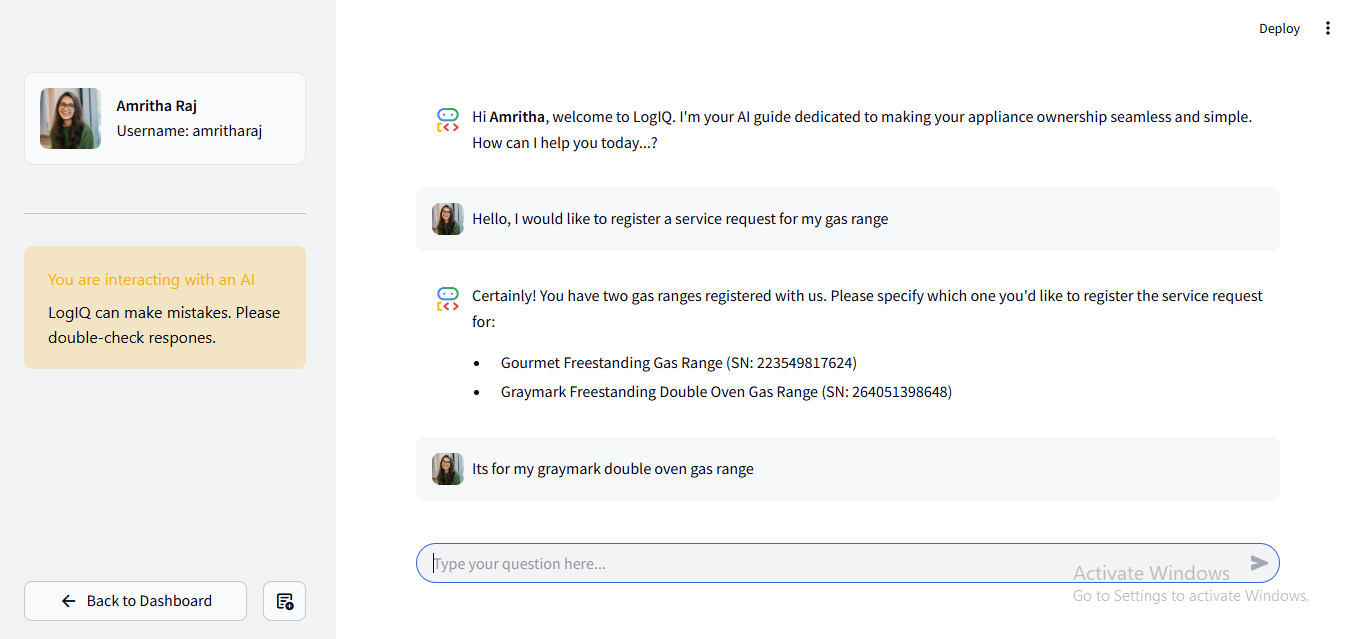 Deploy
Amritha Raj
Username: amritharaj
You are interacting with an AI
LogIQ can make mistakes. Please
double-check respones.
Back to Dashboard
Hi Amritha, welcome to LogIQ. I'm your AI guide dedicated to making your appliance ownership seamless and simple.
How can I help you today...?
Hello, I would like to register a service request for my gas range
Certainly! You have two gas ranges registered with us. Please specify which one you'd like to register the service request
for:
• Gourmet Freestanding Gas Range (SN: 223549817624)
• Graymark Freestanding Double Oven Gas Range (SN: 264051398648)
Its for my graymark double oven gas range
Type your question here...
Activate Windows
Go to Settings to activate Windows.